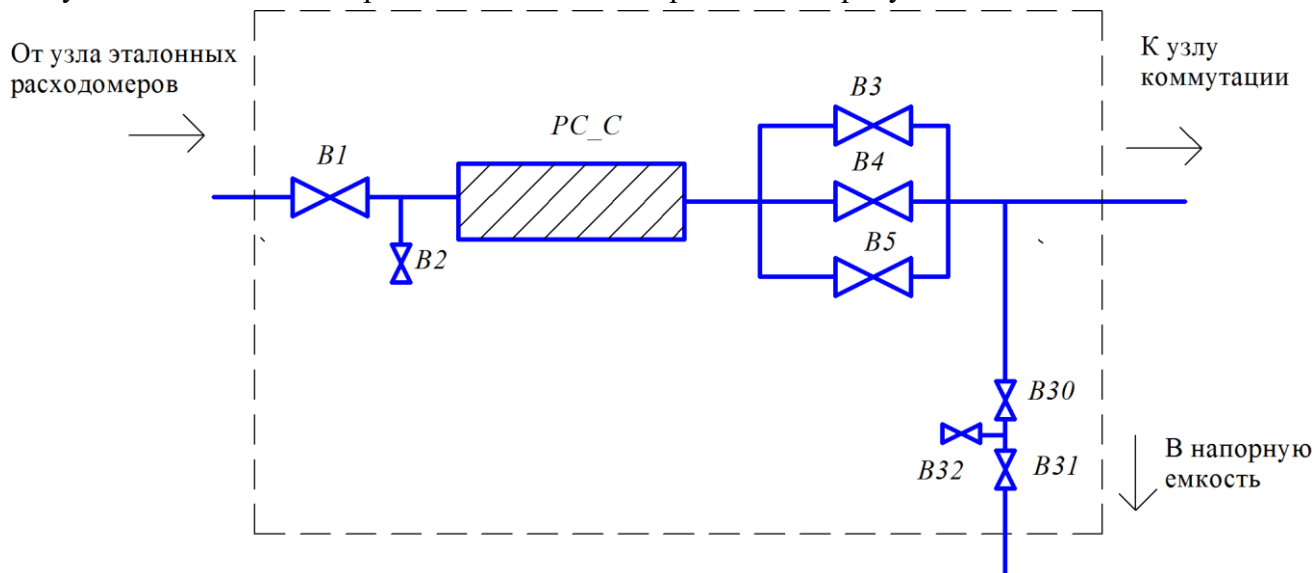 От узла эталонных
расходомеров
К узлу
коммутации
B3
PC_C
B1
B4
B5
B2
B30
B32
B31
В напорную
емкость